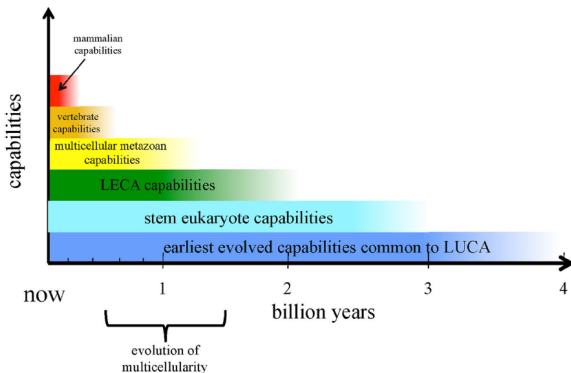 mammalian
capabilities
vertebrate
capabilities
multicellular metazoan
capabilities
LECA capabilities
stem eukaryote capabilities
earliest evolved capabilities common to LUCA
capabilities
now
1
2
3
4
billion years
evolution of
multicellularity